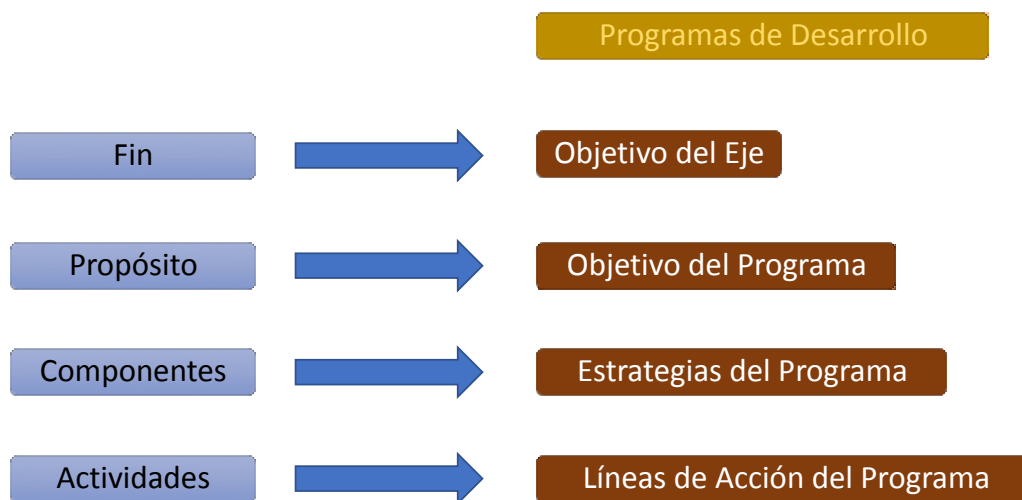 Programas de Desarrollo
Fin
Objetivo del Eje
Propósito
Objetivo del Programa
Componentes
Estrategias del Programa
Actividades
Líneas de Acción del Programa